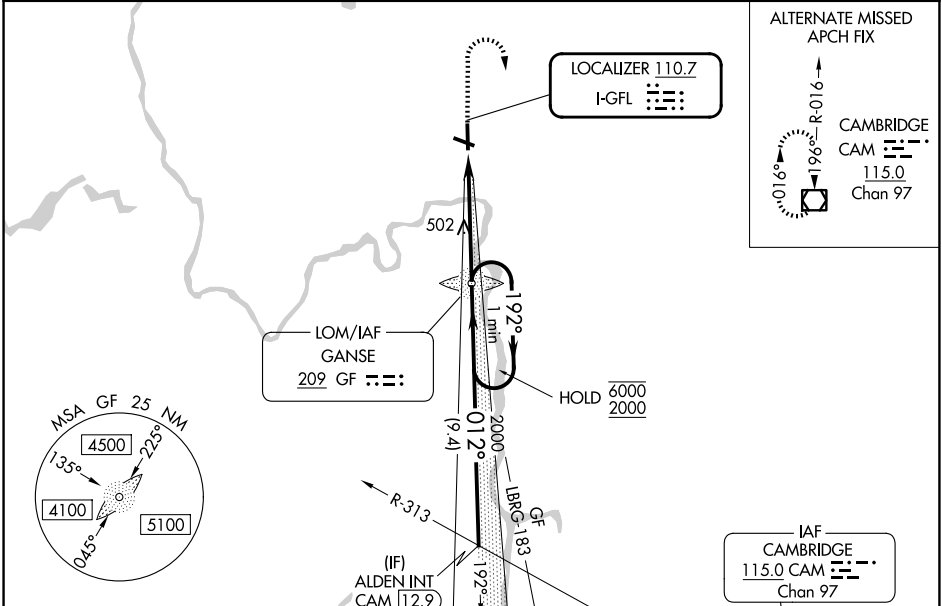 ALTERNATE MISSED
APCH FIX
R-016
196°
016°
CAMBRIDGE
CAM
115.0
Chan 97
LOCALIZER 110.7
I-GFL
502
192°
1 min
LOM/IAF
GANSE
209 GF
HOLD 6000
2000
MSA GF 25 NM
4500
225°
135°
4100
5100
045°
012°
(9.4)
2000
GF
LBRG-183
R-313
(IF)
ALDEN INT
CAM 12.9
192°
IAF
CAMBRIDGE
115.0 CAM
Chan 97